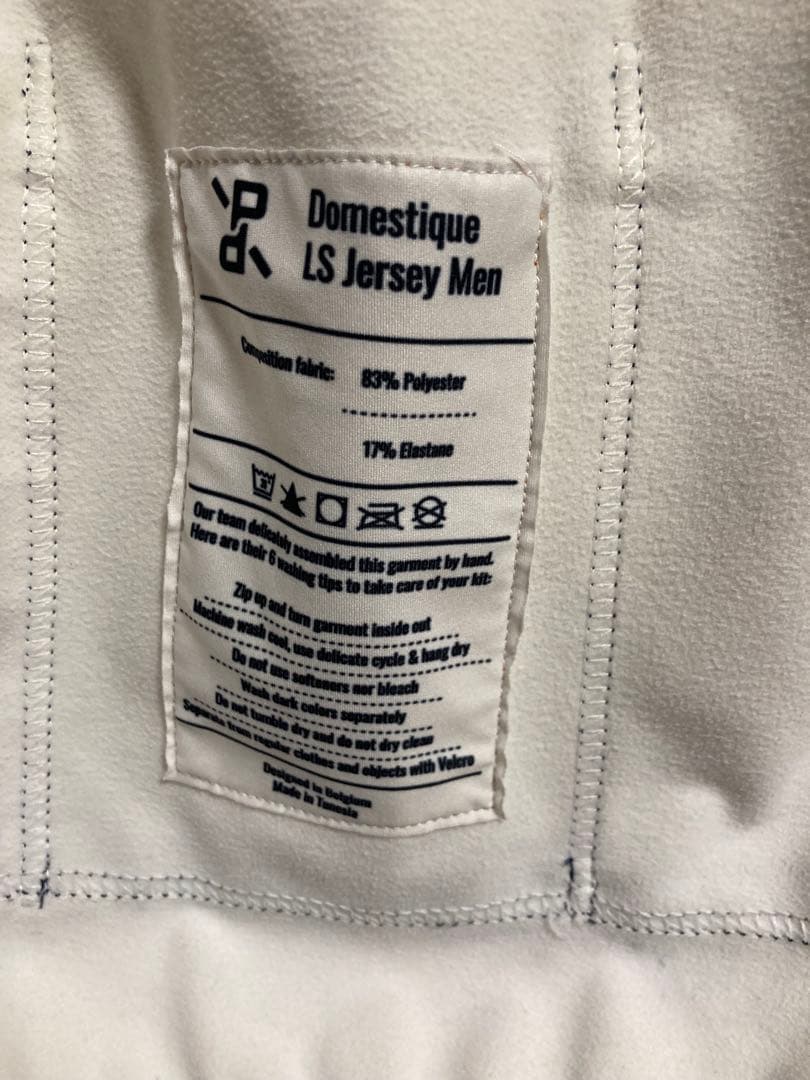 Domestique
LS Jersey Men
Composition fabric: 83% Polyester
17% Elastane
Our team delicately assembled this garment by hand.
Here are their 6 washing tips to take care of your kit:
Zip up and turn garment inside out
Machine wash cool, use delicate cycle & hang dry
Do not use softeners nor bleach
Wash dark colors separately
Do not tumble dry and do not dry clean
Separate from regular clothes and objects with Velcro
Designed in Belgium
Made in Tunesia